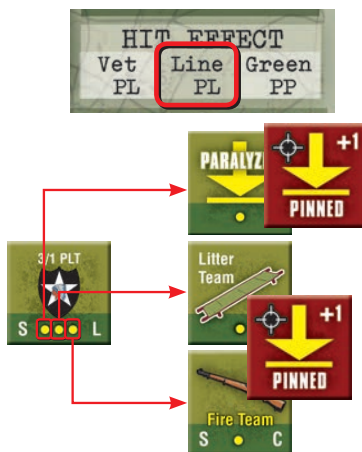 HIT EFFECT
Vet Line Green
PL PL PP
PARALYZ
+1
PINNED
3/1 PLT
S L
Litter
Team
+1
PINNED
Fire Team
S C